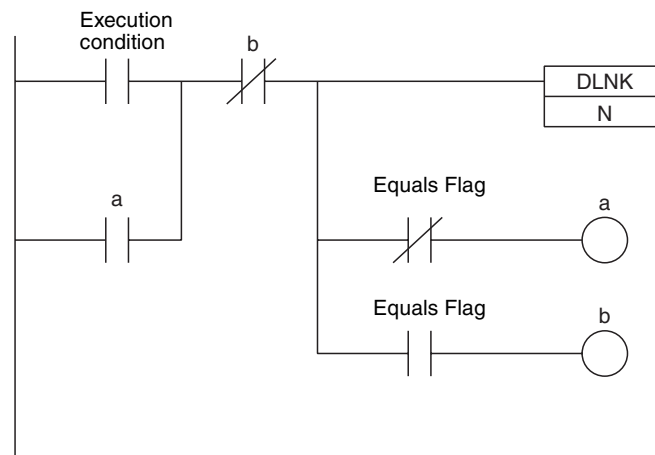 Execution
condition
b
DLNK
N
a
Equals Flag
a
Equals Flag
b